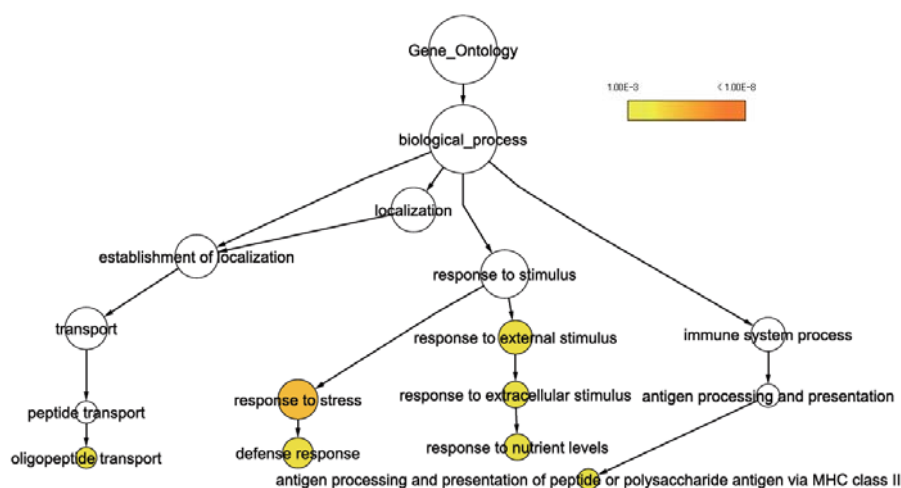 Gene_Ontology
1.00E-3
< 1.00E-8
biological_process
localization
establishment of localization
response to stimulus
transport
response to external stimulus
immune system process
peptide transport
response to stress
response to extracellular stimulus
antigen processing and presentation
oligopeptide transport
defense response
response to nutrient levels
antigen processing and presentation of peptide or polysaccharide antigen via MHC class II